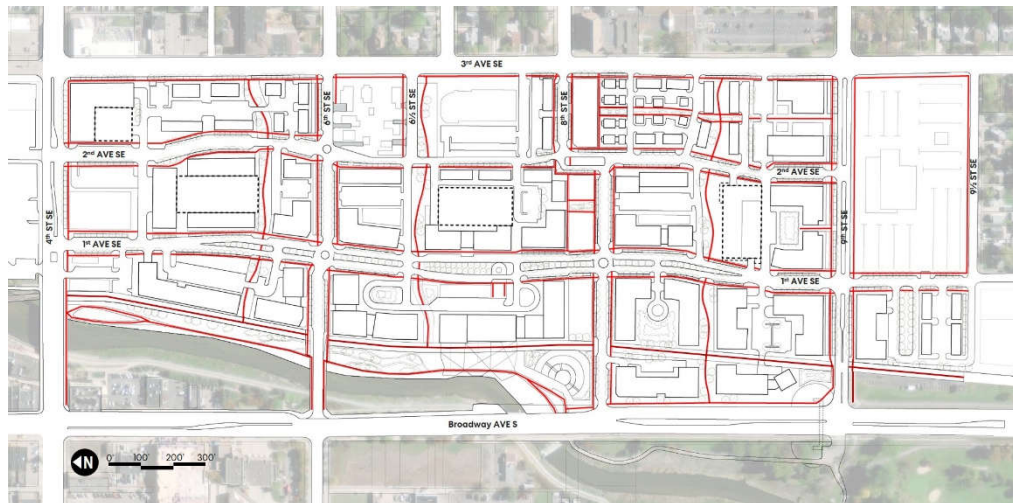 3rd AVE SE
6th ST SE
6½ ST SE
8th ST SE
2nd AVE SE
2nd AVE SE
4th ST SE
9th ST SE
9½ ST SE
1st AVE SE
1st AVE SE
Broadway AVE S
N 0' 100' 200' 300'